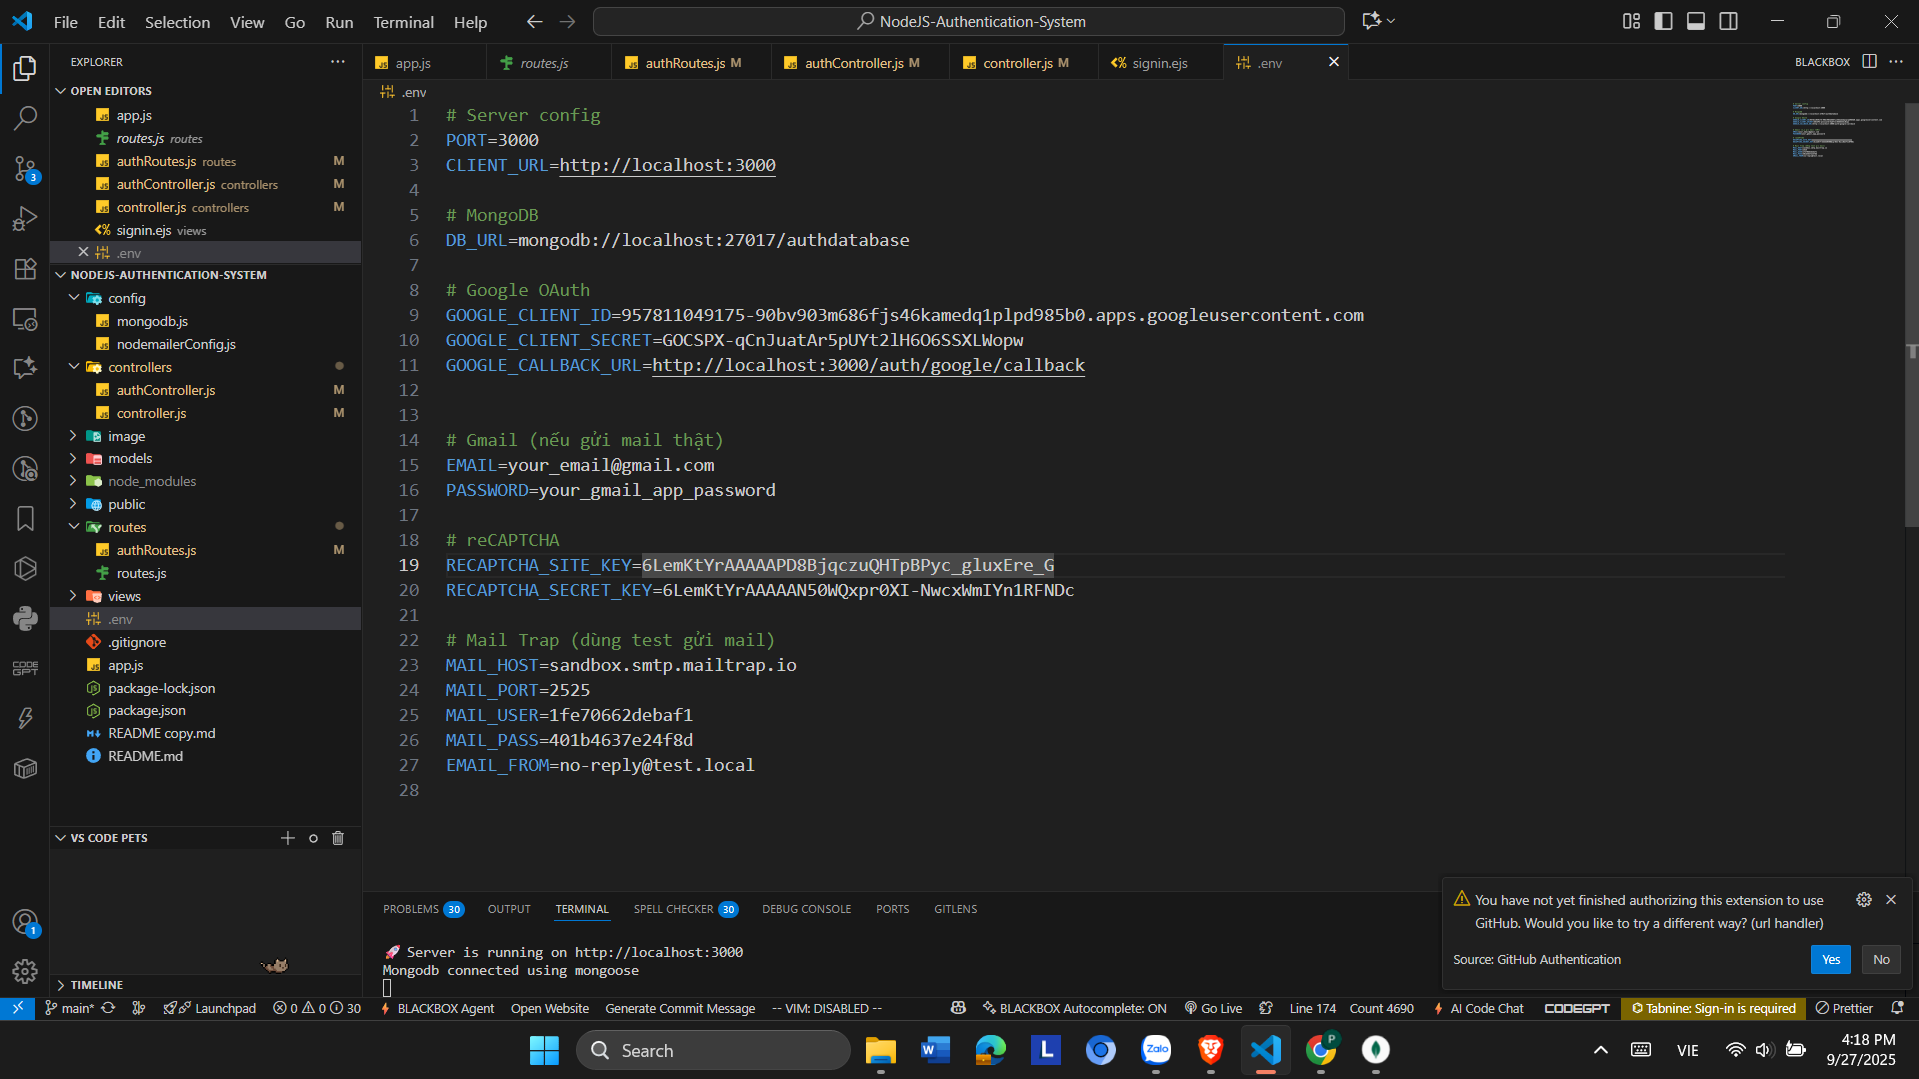 File Edit Selection View Go Run Terminal Help
NodeJS-Authentication-System
EXPLORER
OPEN EDITORS
app.js
routes.js routes
authRoutes.js routes M
authController.js controllers M
controller.js controllers M
signin.ejs views
.env
NODEJS-AUTHENTICATION-SYSTEM
config
mongodb.js
nodemailerConfig.js
controllers
authController.js M
controller.js M
image
models
node_modules
public
routes
authRoutes.js M
routes.js
views
.env
.gitignore
app.js
package-lock.json
package.json
README copy.md
README.md
VS CODE PETS
TIMELINE
app.js routes.js authRoutes.js M authController.js M controller.js M signin.ejs .env BLACKBOX
.env
1 # Server config
2 PORT=3000
3 CLIENT_URL=http://localhost:3000
4
5 # MongoDB
6 DB_URL=mongodb://localhost:27017/authdatabase
7
8 # Google OAuth
9 GOOGLE_CLIENT_ID=957811049175-90bv903m686fjs46kamedq1plpd985b0.apps.googleusercontent.com
10 GOOGLE_CLIENT_SECRET=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
11 GOOGLE_CALLBACK_URL=http://localhost:3000/auth/google/callback
12
13
14 # Gmail (nếu gửi mail thật)
15 EMAIL=your_email@gmail.com
16 PASSWORD=your_gmail_app_password
17
18 # reCAPTCHA
19 RECAPTCHA_SITE_KEY=6LemKtYrAAAAAPD8BjqczuQHTpBPyc_gluxEre_G
20 RECAPTCHA_SECRET_KEY=6LemKtYrAAAAAN50WQxpr0XI-NwcxWmIYn1RFNDc
21
22 # Mail Trap (dùng test gửi mail)
23 MAIL_HOST=sandbox.smtp.mailtrap.io
24 MAIL_PORT=2525
25 MAIL_USER=1fe70662debaf1
26 MAIL_PASS=401b4637e24f8d
27 EMAIL_FROM=no-reply@test.local
28
PROBLEMS 30 OUTPUT TERMINAL SPELL CHECKER 30 DEBUG CONSOLE PORTS GITLENS
🚀 Server is running on http://localhost:3000
Mongodb connected using mongoose
You have not yet finished authorizing this extension to use
GitHub. Would you like to try a different way? (url handler)
Source: GitHub Authentication Yes No
main* Launchpad 0 0 30 BLACKBOX Agent Open Website Generate Commit Message -- VIM: DISABLED -- BLACKBOX Autocomplete: ON Go Live Line 174 Count 4690 AI Code Chat CODEGPT Tabnine: Sign-in is required Prettier
Search
L
Zalo
P
VIE
4:18 PM
9/27/2025
3
CODE
GPT
1